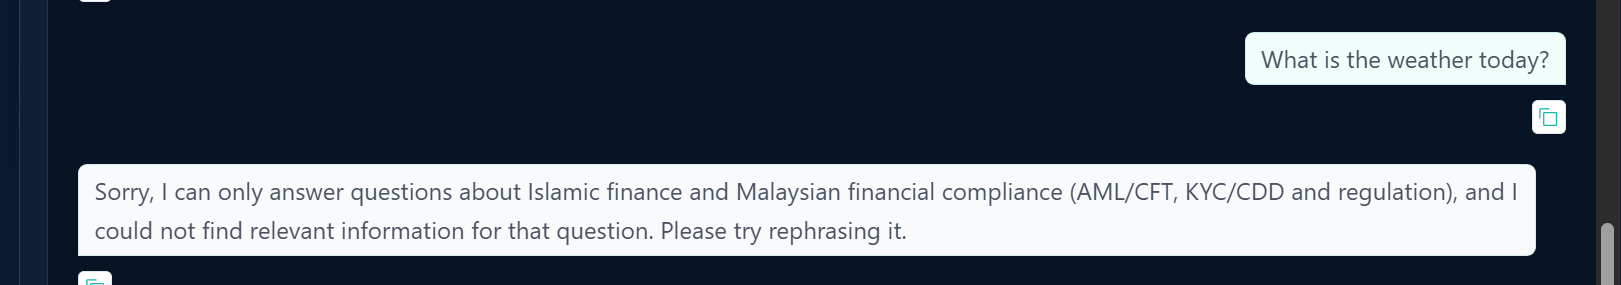 What is the weather today?
Sorry, I can only answer questions about Islamic finance and Malaysian financial compliance (AML/CFT, KYC/CDD and regulation), and I
could not find relevant information for that question. Please try rephrasing it.